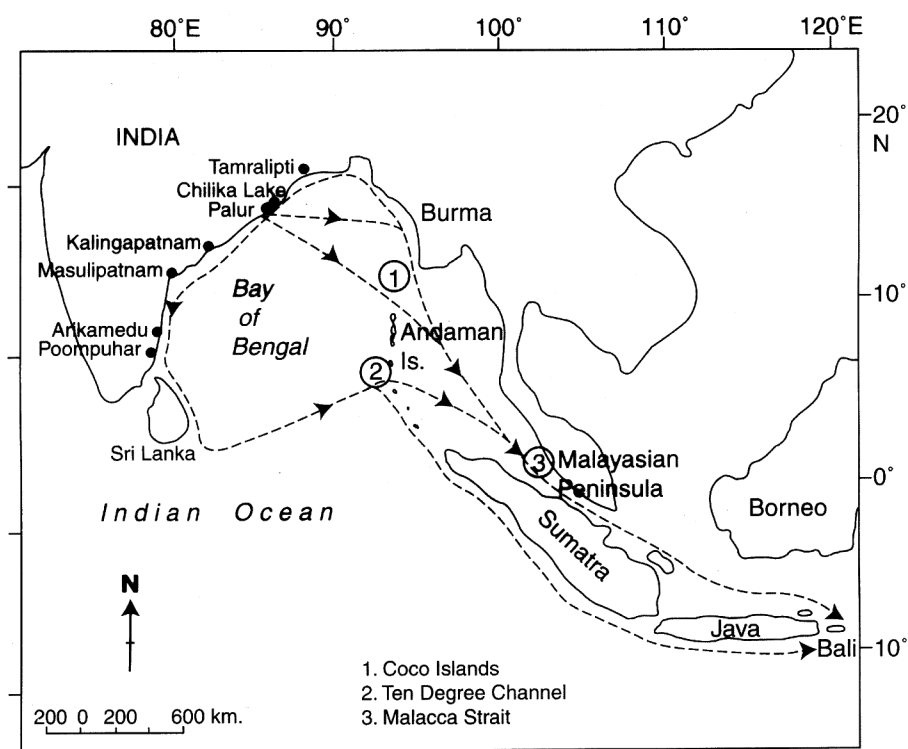 80°E
90°
100°
110°
120°E
20°
N
INDIA
Tamralipti
Chilika Lake
Palur
Burma
Kalingapatnam
Masulipatnam
10°
1
Bay
of
Bengal
Arikamedu
Poompuhar
Andaman
Is.
2
Sri Lanka
3
Malayasian
Peninsula
0°
Borneo
Indian Ocean
Sumatra
N
Java
Bali
10°
1. Coco Islands
2. Ten Degree Channel
3. Malacca Strait
200 0 200 600 km.